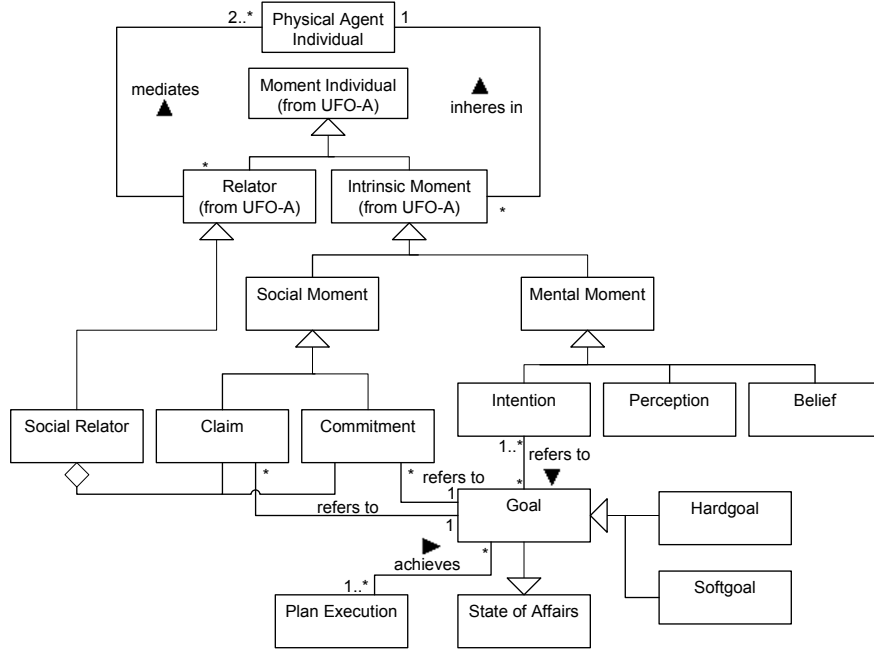 2..*
Physical Agent
Individual
1
mediates
Moment Individual
(from UFO-A)
inheres in
*
Relator
(from UFO-A)
Intrinsic Moment
(from UFO-A)
*
Social Moment
Mental Moment
Social Relator
Claim
Commitment
Intention
Perception
Belief
*
*
refers to
1..*
refers to
*
1
refers to
1
Goal
Hardgoal
*
achieves
1..*
Softgoal
Plan Execution
State of Affairs